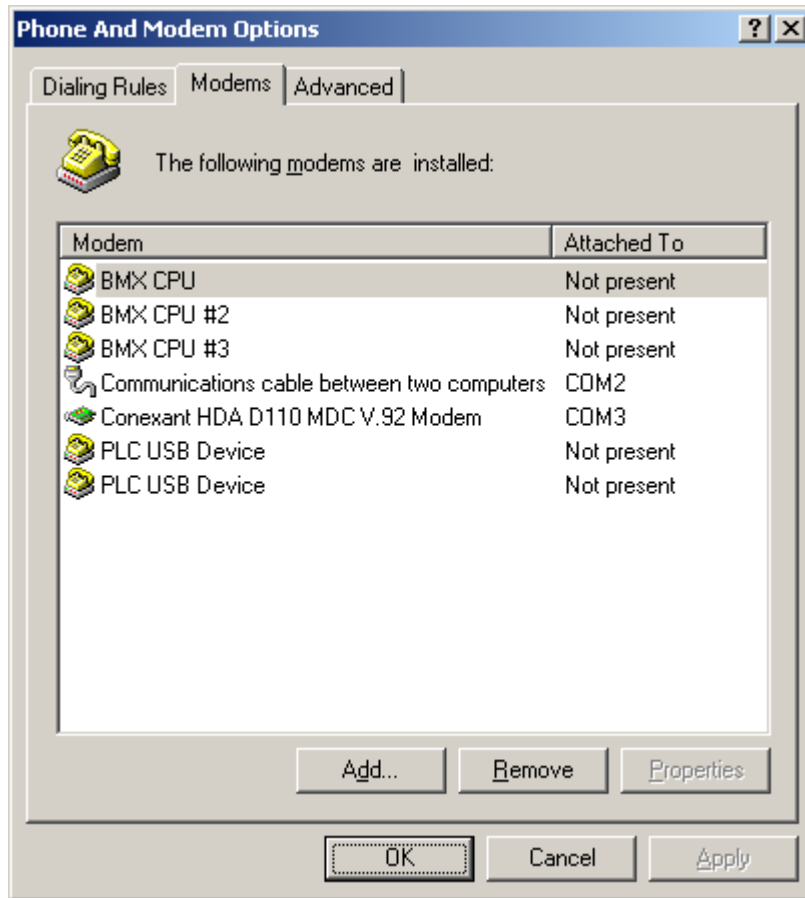 Phone And Modem Options
Dialing Rules Modems Advanced
The following modems are installed:
Modem Attached To
BMX CPU Not present
BMX CPU #2 Not present
BMX CPU #3 Not present
Communications cable between two computers COM2
Conexant HDA D110 MDC V.92 Modem COM3
PLC USB Device Not present
PLC USB Device Not present
Add... Remove Properties
OK Cancel Apply